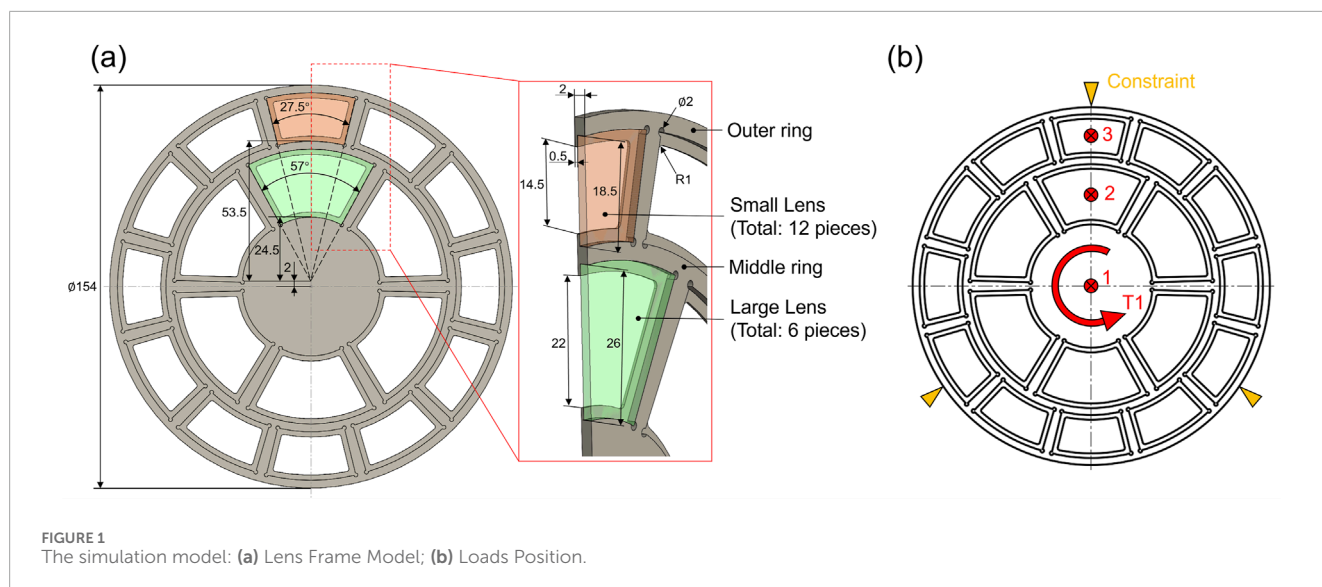 (a)
27.5°
57°
53.5
24.5
2
ø154
2
ø2
0.5
R1
14.5
18.5
22
26
Outer ring
Small Lens
(Total: 12 pieces)
Middle ring
Large Lens
(Total: 6 pieces)
(b)
Constraint
3
2
1
T1
FIGURE 1
The simulation model: (a) Lens Frame Model; (b) Loads Position.